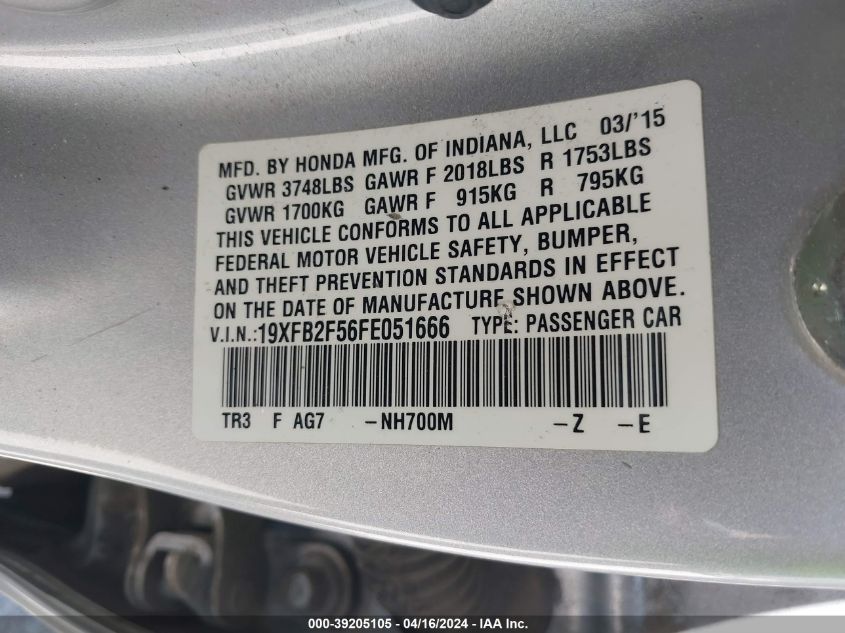 MFD. BY HONDA MFG. OF INDIANA, LLC 03/'15
GVWR 3748LBS GAWR F 2018LBS R 1753LBS
GVWR 1700KG GAWR F 915KG R 795KG
THIS VEHICLE CONFORMS TO ALL APPLICABLE
FEDERAL MOTOR VEHICLE SAFETY, BUMPER,
AND THEFT PREVENTION STANDARDS IN EFFECT
ON THE DATE OF MANUFACTURE SHOWN ABOVE.
V.I.N.:19XFB2F56FE051666 TYPE: PASSENGER CAR
TR3 F AG7 -NH700M -Z -E
000-39205105 - 04/16/2024 - IAA Inc.